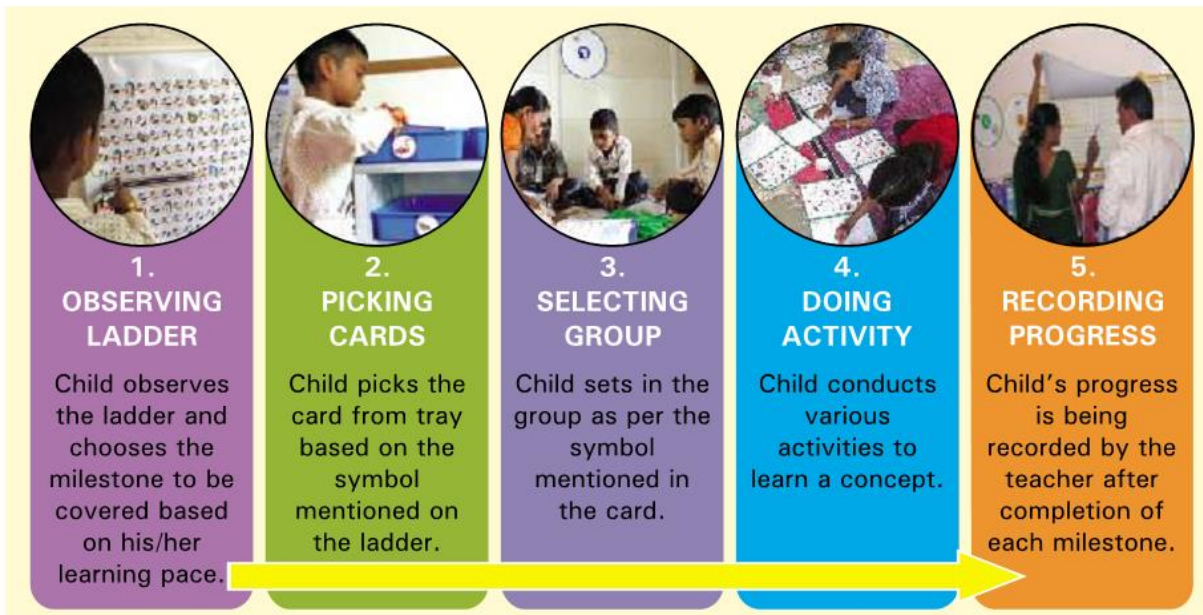 1.
OBSERVING
LADDER
Child observes
the ladder and
chooses the
milestone to be
covered based
on his/her
learning pace.
2.
PICKING
CARDS
Child picks the
card from tray
based on the
symbol
mentioned on
the ladder.
3.
SELECTING
GROUP
Child sets in the
group as per the
symbol
mentioned in
the card.
4.
DOING
ACTIVITY
Child conducts
various
activities to
learn a concept.
5.
RECORDING
PROGRESS
Child's progress
is being
recorded by the
teacher after
completion of
each milestone.